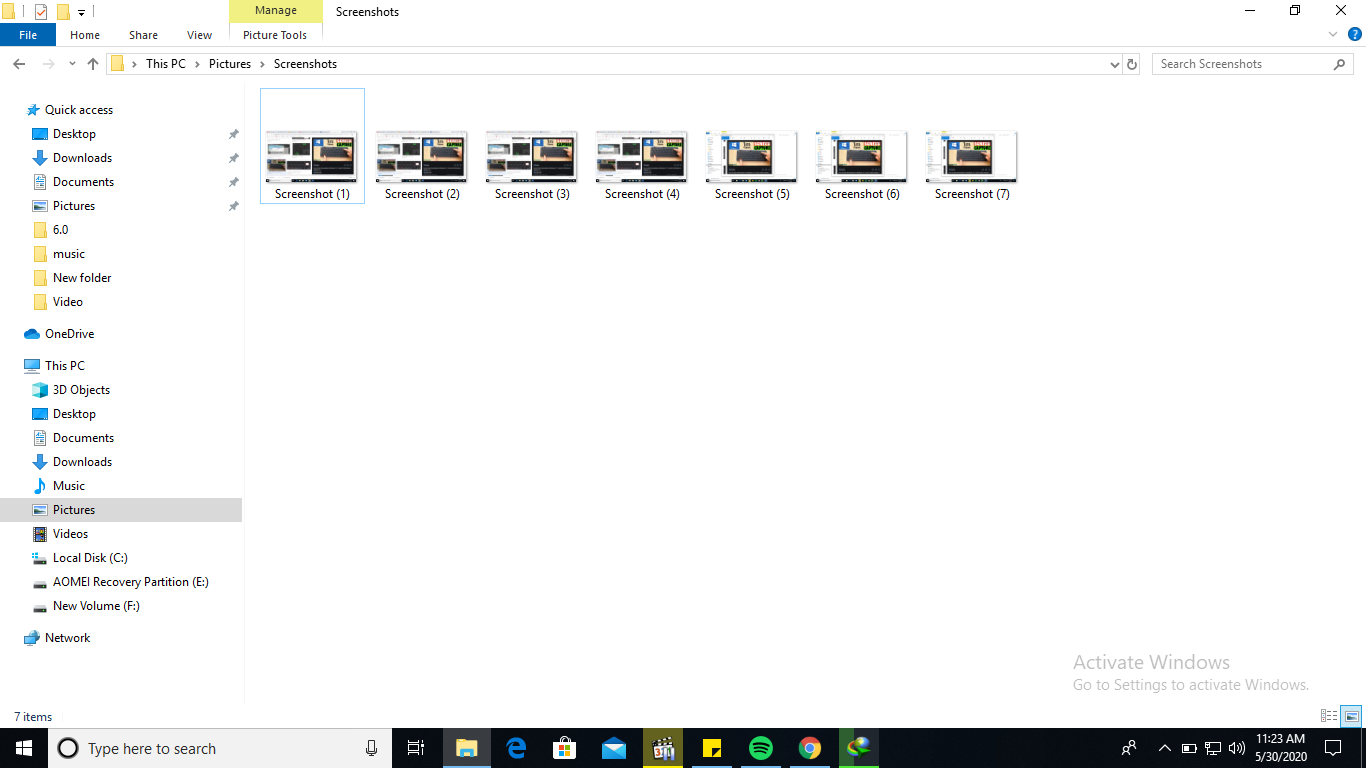 Manage
Screenshots
File
Home
Share
View
Picture Tools
This PC
Pictures
Screenshots
Search Screenshots
Quick access
Desktop
Downloads
Documents
Pictures
6.0
music
New folder
Video
OneDrive
This PC
3D Objects
Desktop
Documents
Downloads
Music
Pictures
Videos
Local Disk (C:)
AOMEI Recovery Partition (E:)
New Volume (F:)
Network
Screenshot (1)
Screenshot (2)
Screenshot (3)
Screenshot (4)
Screenshot (5)
Screenshot (6)
Screenshot (7)
Activate Windows
Go to Settings to activate Windows.
7 items
Type here to search
11:23 AM
5/30/2020